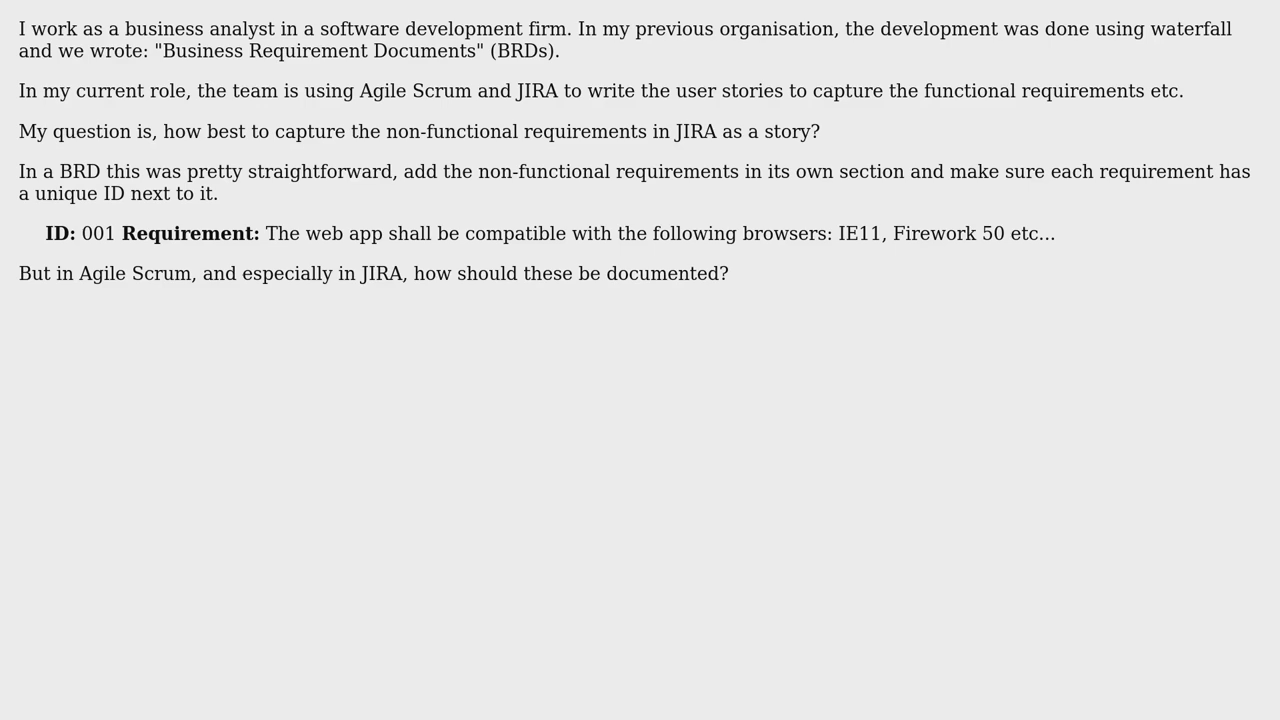 I work as a business analyst in a software development firm. In my previous organisation, the development was done using waterfall
and we wrote: "Business Requirement Documents" (BRDs).
In my current role, the team is using Agile Scrum and JIRA to write the user stories to capture the functional requirements etc.
My question is, how best to capture the non-functional requirements in JIRA as a story?
In a BRD this was pretty straightforward, add the non-functional requirements in its own section and make sure each requirement has
a unique ID next to it.
ID: 001 Requirement: The web app shall be compatible with the following browsers: IE11, Firework 50 etc...
But in Agile Scrum, and especially in JIRA, how should these be documented?